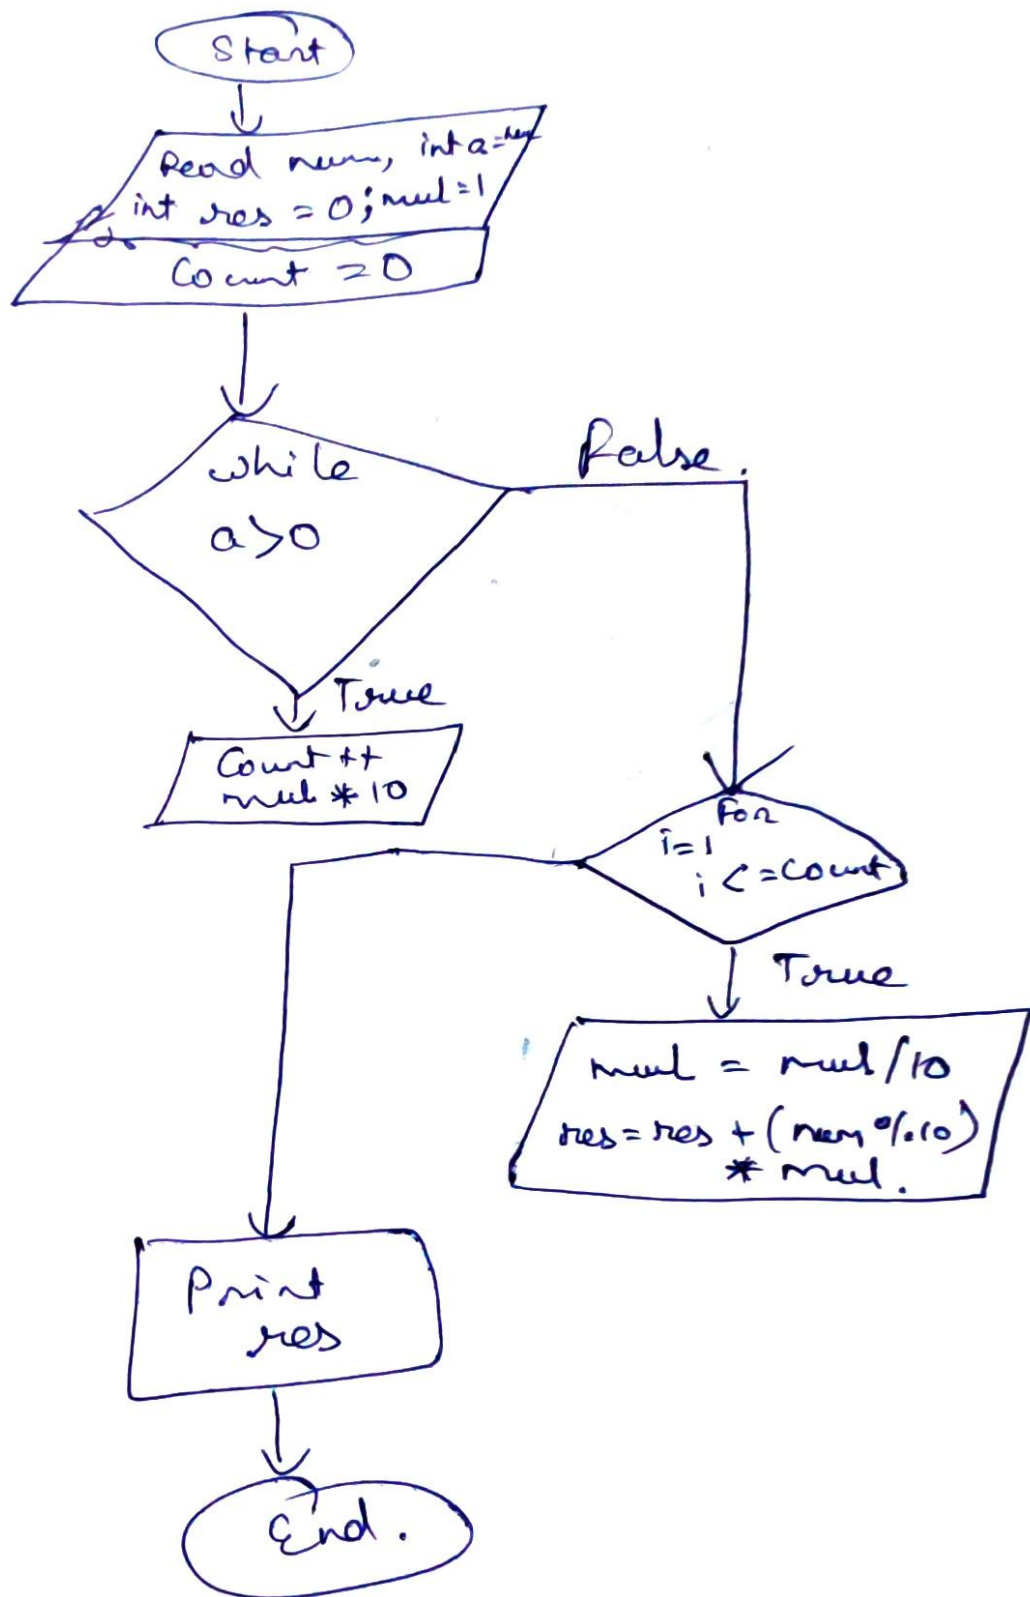 Start
Read num, int a=num
int res = 0; mul=1
Count = 0
while
a>0
False.
True
Count ++
mul * 10
For
i=1
i <=count
True
mul = mul/10
res=res + (num%10)
* mul.
Print
res
End.